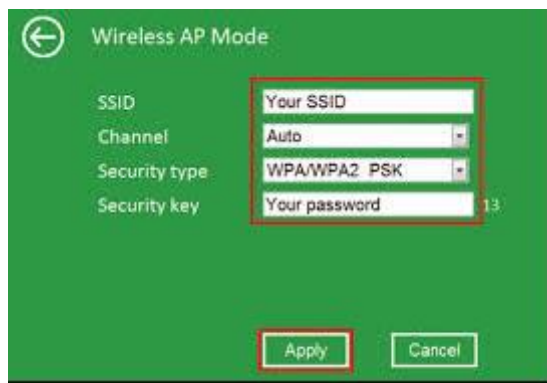 Wireless AP Mode
SSID Your SSID
Channel Auto
Security type WPA/WPA2 PSK
Security key Your password 13
Apply Cancel